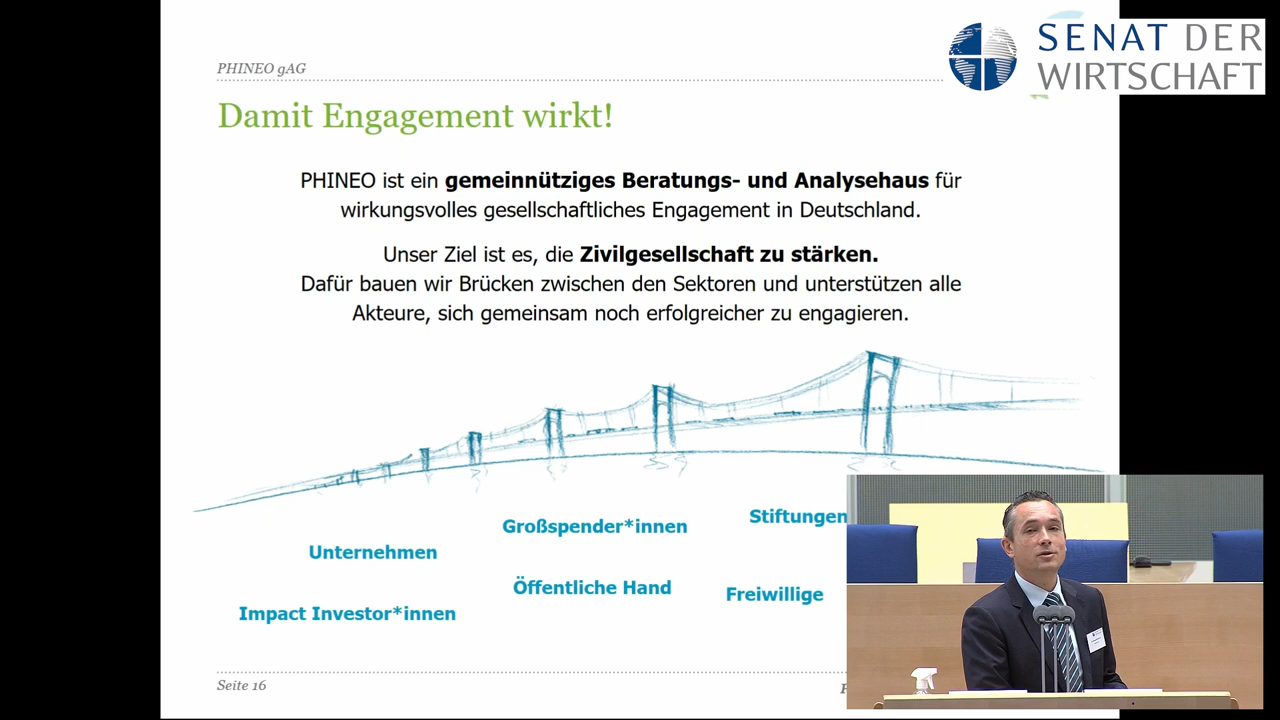 SENAT DER
WIRTSCHAFT
PHINEO gAG
Damit Engagement wirkt!
PHINEO ist ein gemeinnütziges Beratungs- und Analysehaus für
wirkungsvolles gesellschaftliches Engagement in Deutschland.
Unser Ziel ist es, die Zivilgesellschaft zu stärken.
Dafür bauen wir Brücken zwischen den Sektoren und unterstützen alle
Akteure, sich gemeinsam noch erfolgreicher zu engagieren.
Stiftungen
Großspender*innen
Unternehmen
Öffentliche Hand
Freiwillige
Impact Investor*innen
Seite 16